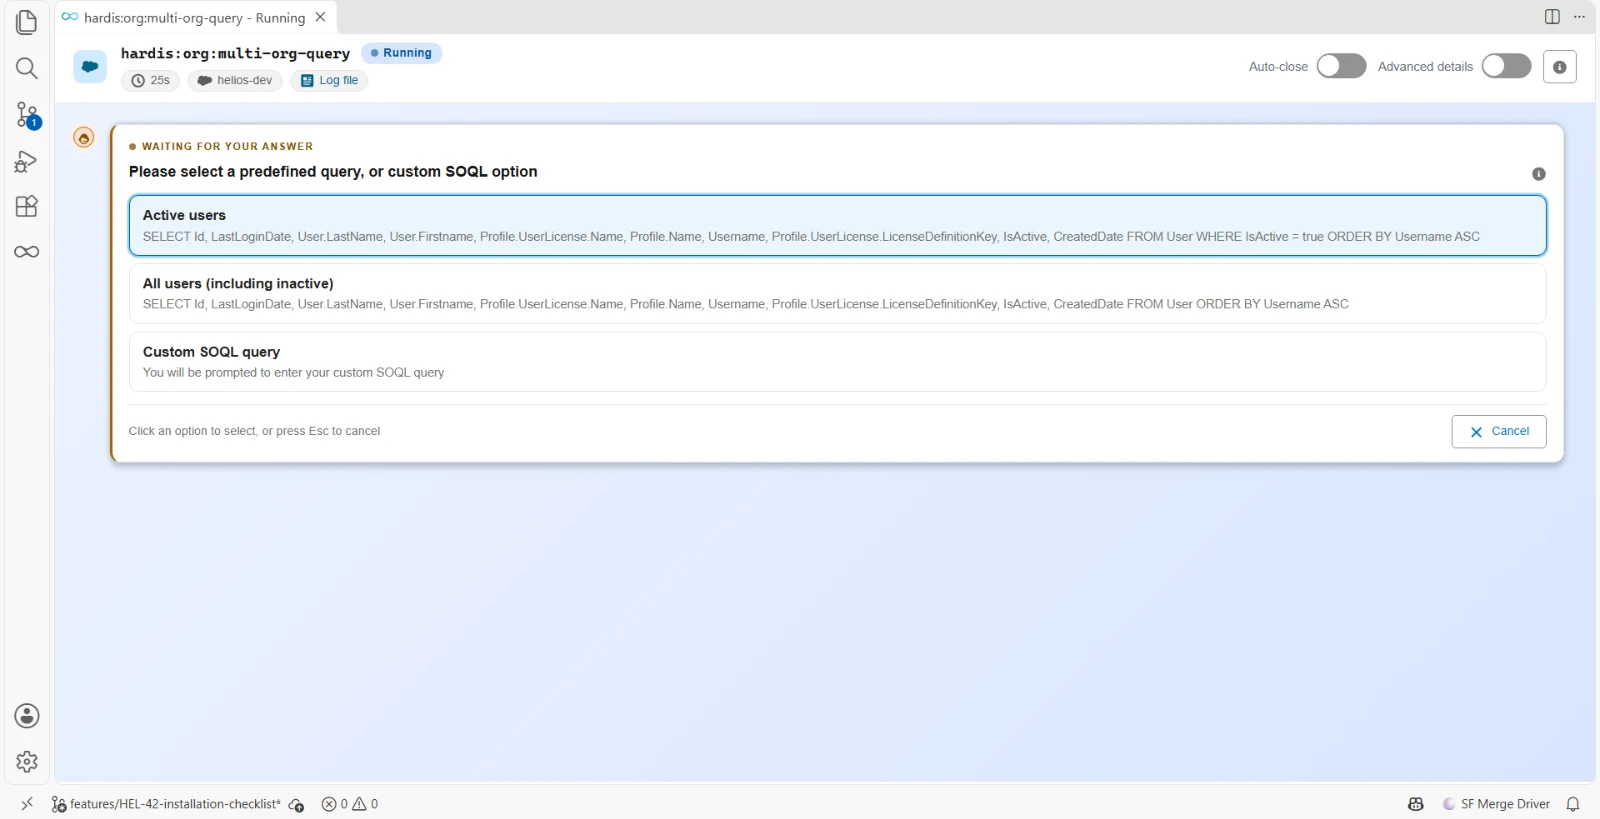 hardis:org:multi-org-query - Running
hardis:org:multi-org-query
Running
25s
helios-dev
Log file
Auto-close
Advanced details
1
WAITING FOR YOUR ANSWER
Please select a predefined query, or custom SOQL option
Active users
SELECT Id, LastLoginDate, User.LastName, User.Firstname, Profile.UserLicense.Name, Profile.Name, Username, Profile.UserLicense.LicenseDefinitionKey, IsActive, CreatedDate FROM User WHERE IsActive = true ORDER BY Username ASC
All users (including inactive)
SELECT Id, LastLoginDate, User.LastName, User.Firstname, Profile.UserLicense.Name, Profile.Name, Username, Profile.UserLicense.LicenseDefinitionKey, IsActive, CreatedDate FROM User ORDER BY Username ASC
Custom SOQL query
You will be prompted to enter your custom SOQL query
Click an option to select, or press Esc to cancel
Cancel
features/HEL-42-installation-checklist*
0
0
SF Merge Driver